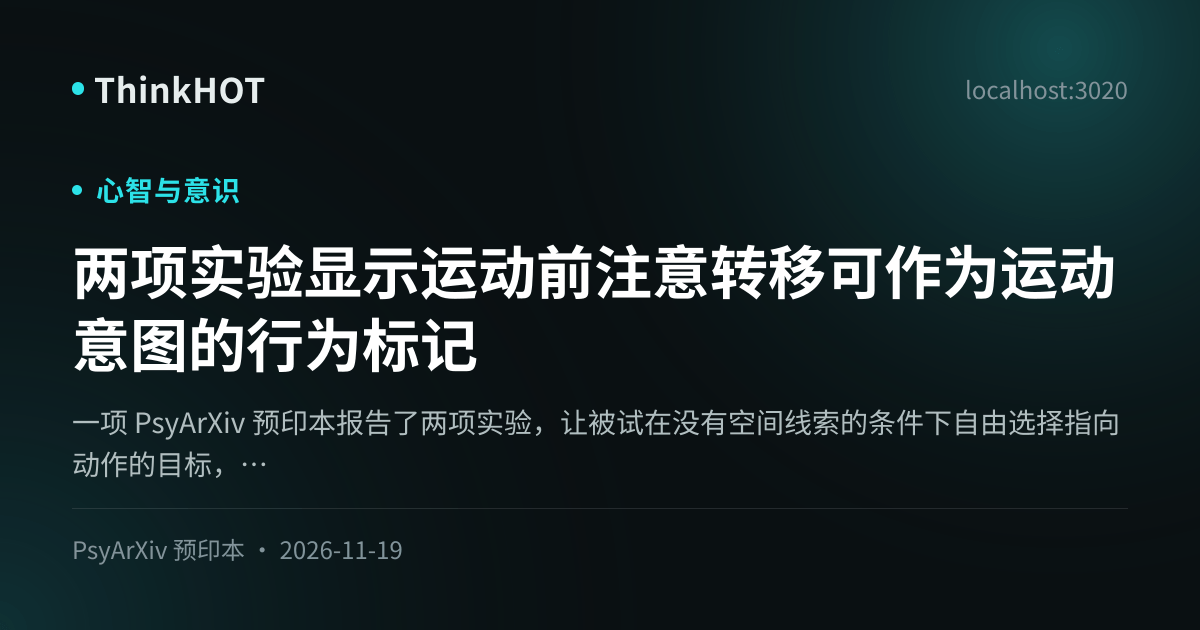 ThinkHOT
localhost:3020
心智与意识
两项实验显示运动前注意转移可作为运动
意图的行为标记
一项 PsyArXiv 预印本报告了两项实验，让被试在没有空间线索的条件下自由选择指向
动作的目标，…
PsyArXiv 预印本 • 2026-11-19